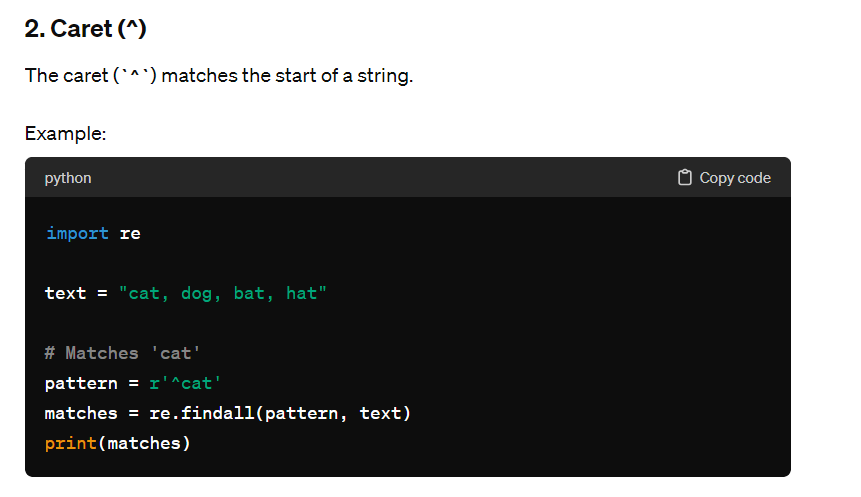 2. Caret (^)
The caret (`^`) matches the start of a string.
Example:
python
Copy code
import re
text = "cat, dog, bat, hat"
# Matches 'cat'
pattern = r'^cat'
matches = re.findall(pattern, text)
print(matches)